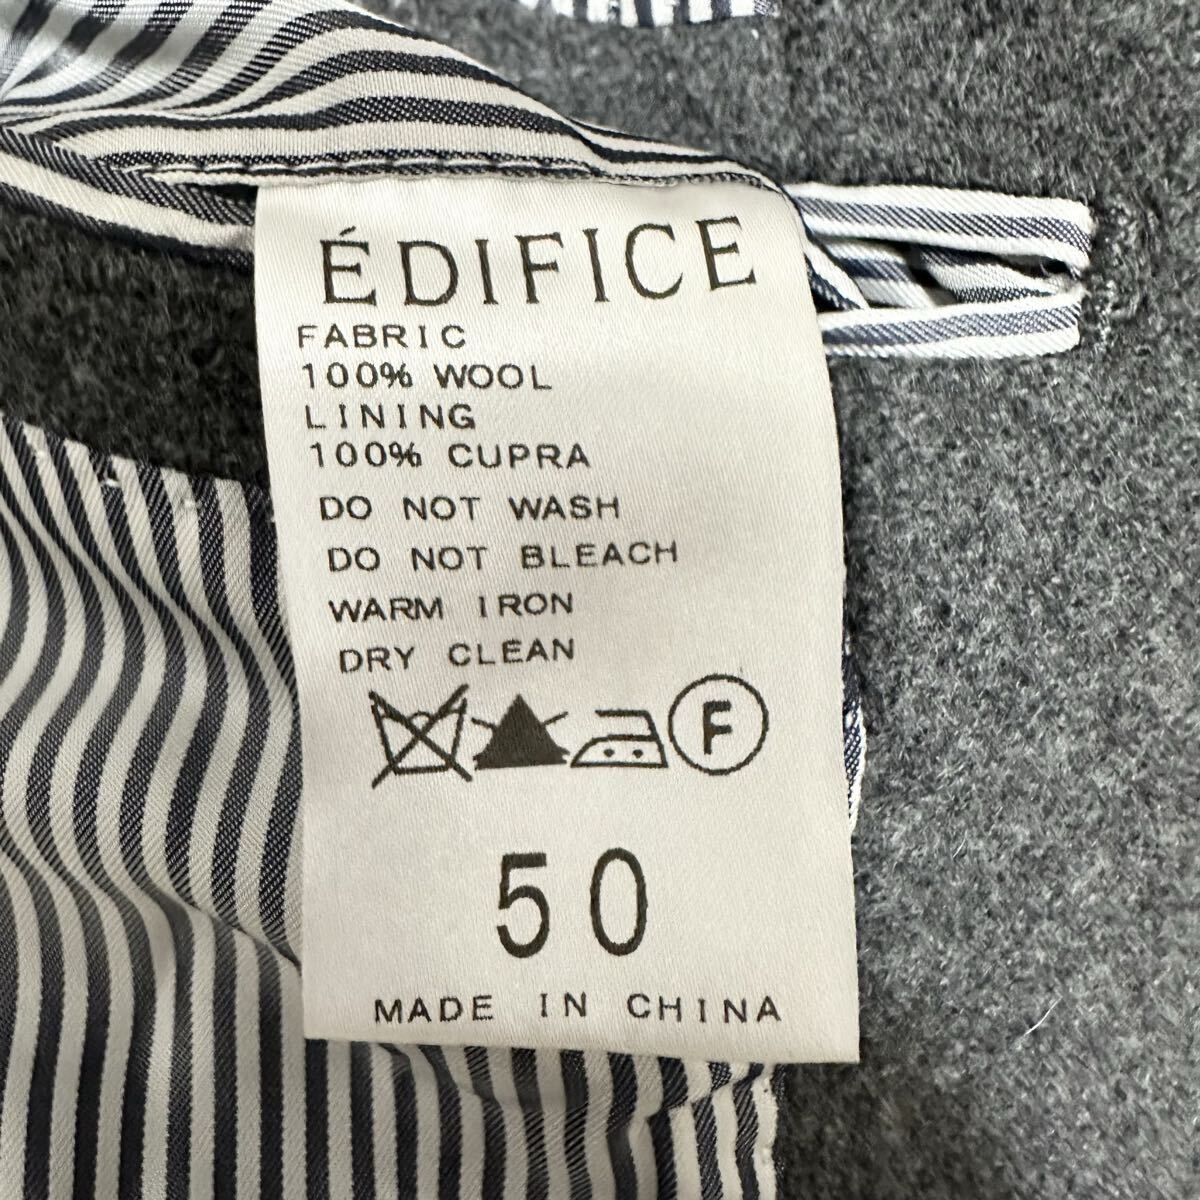 ÉDIFICE
FABRIC
100% WOOL
LINING
100% CUPRA
DO NOT WASH
DO NOT BLEACH
WARM IRON
DRY CLEAN
F
50
MADE IN CHINA